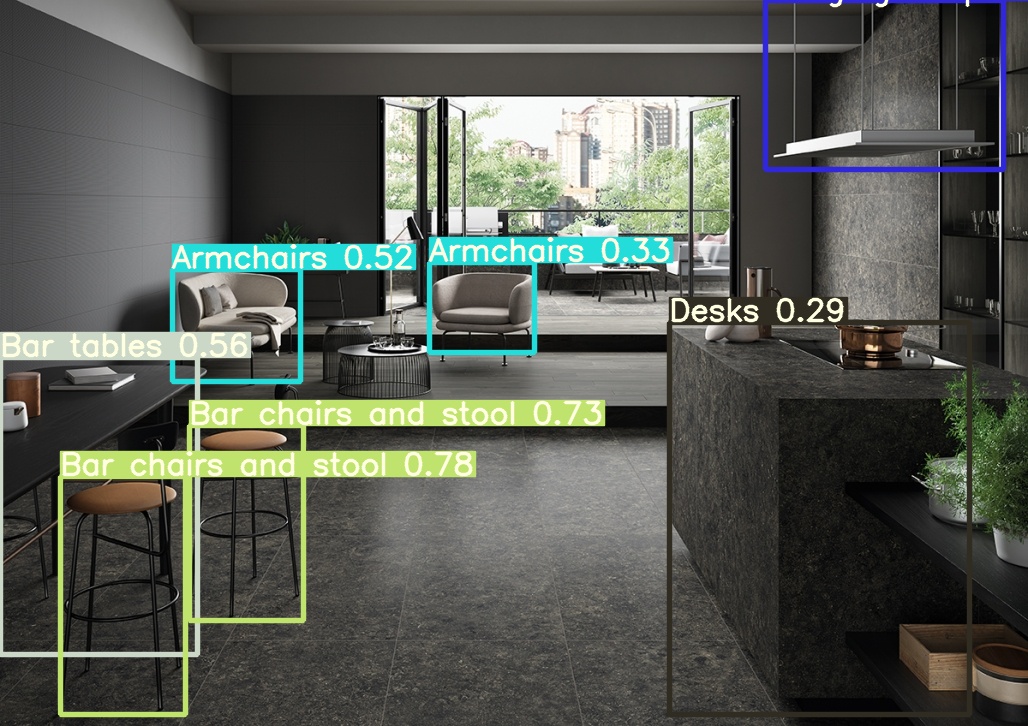 Armchairs 0.52
Armchairs 0.33
Desks 0.29
Bar tables 0.56
Bar chairs and stool 0.73
Bar chairs and stool 0.78